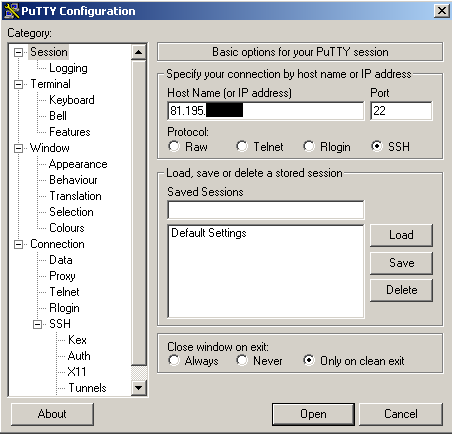 PuTTY Configuration
Category:
Session
Logging
Terminal
Keyboard
Bell
Features
Window
Appearance
Behaviour
Translation
Selection
Colours
Connection
Data
Proxy
Telnet
Rlogin
SSH
Kex
Auth
X11
Tunnels
Basic options for your PuTTY session
Specify your connection by host name or IP address
Host Name (or IP address) Port
81.195. 22
Protocol:
Raw Telnet Rlogin SSH
Load, save or delete a stored session
Saved Sessions
Default Settings
Load
Save
Delete
Close window on exit:
Always Never Only on clean exit
About Open Cancel